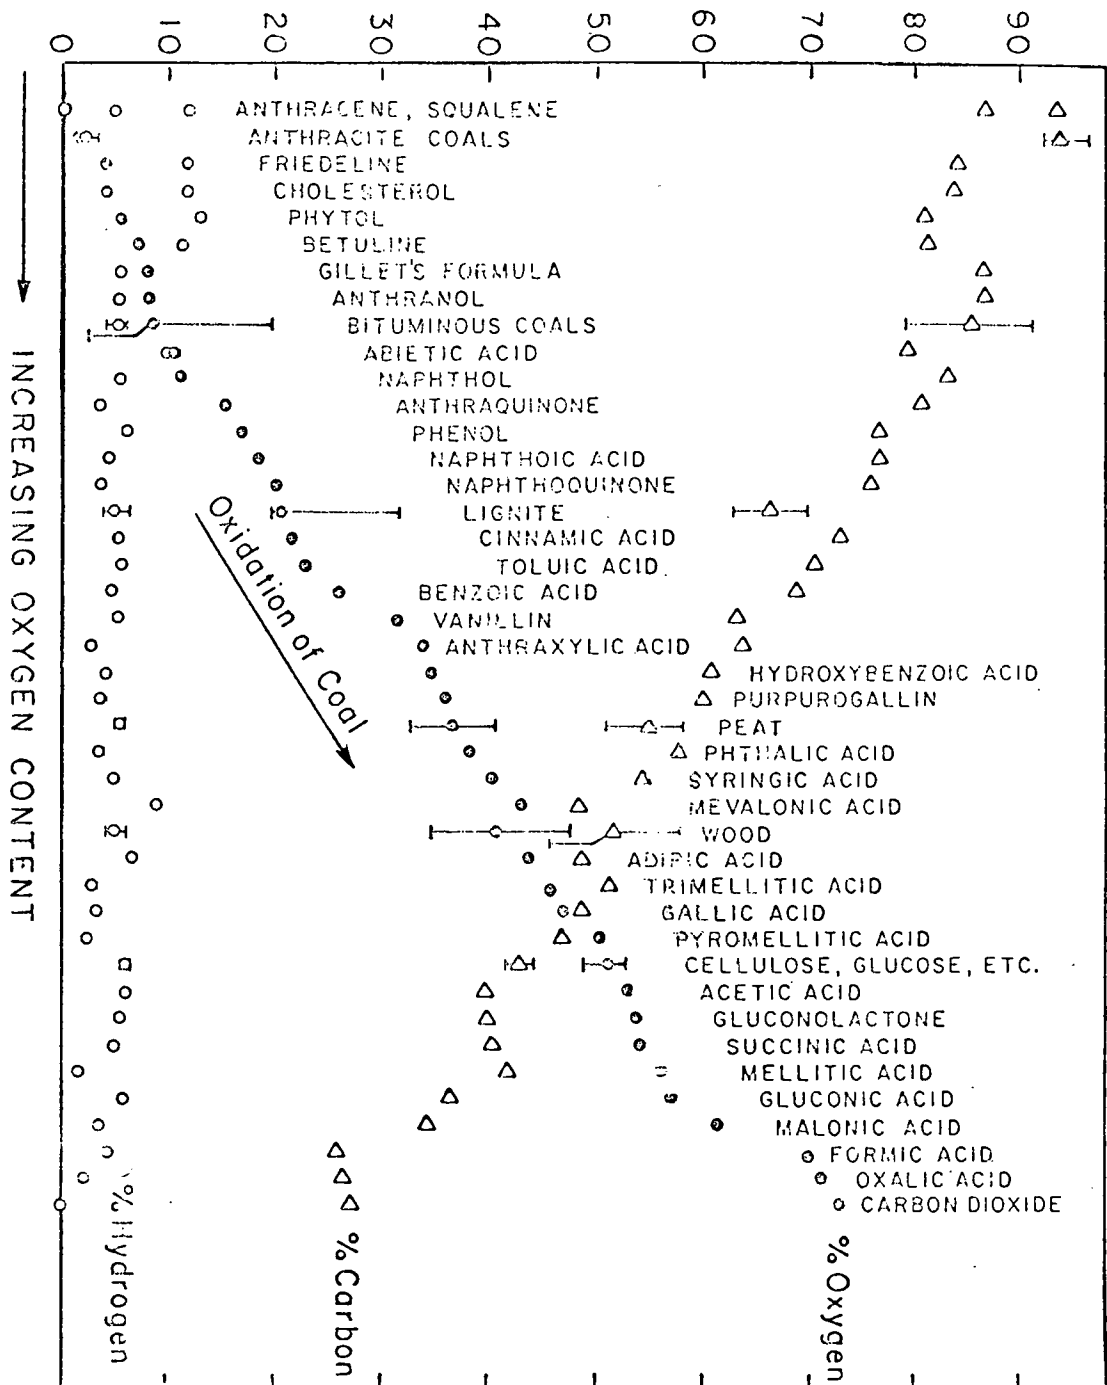 0 10 20 30 40 50 60 70 80 90
ANTHRACENE, SQUALENE
ANTHRACITE COALS
FRIEDELINE
CHOLESTEROL
PHYTOL
BETULINE
GILLET'S FORMULA
ANTHRANOL
BITUMINOUS COALS
ABIETIC ACID
NAPHTHOL
ANTHRAQUINONE
PHENOL
NAPHTHOIC ACID
NAPHTHOQUINONE
LIGNITE
CINNAMIC ACID
TOLUIC ACID
BENZOIC ACID
VANILLIN
ANTHRAXYLIC ACID
HYDROXYBENZOIC ACID
PURPUROGALLIN
PEAT
PHTHALIC ACID
SYRINGIC ACID
MEVALONIC ACID
WOOD
ADIPIC ACID
TRIMELLITIC ACID
GALLIC ACID
PYROMELLITIC ACID
CELLULOSE, GLUCOSE, ETC.
ACETIC ACID
GLUCONOLACTONE
SUCCINIC ACID
MELLITIC ACID
GLUCONIC ACID
MALONIC ACID
FORMIC ACID
OXALIC ACID
CARBON DIOXIDE
INCREASING OXYGEN CONTENT
Oxidation of Coal
% Hydrogen
% Carbon
% Oxygen